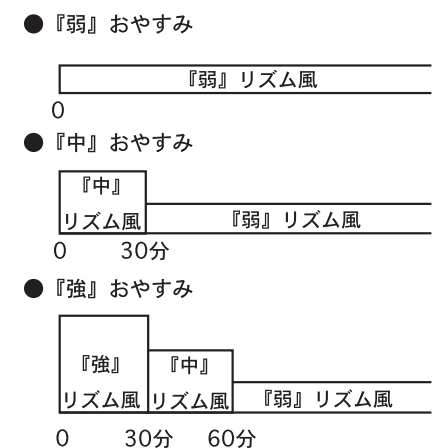 ●『弱』おやすみ
『弱』リズム風
0
●『中』おやすみ
『中』
リズム風
『弱』リズム風
0 30分
●『強』おやすみ
『強』
リズム風
『中』
リズム風
『弱』リズム風
0 30分 60分